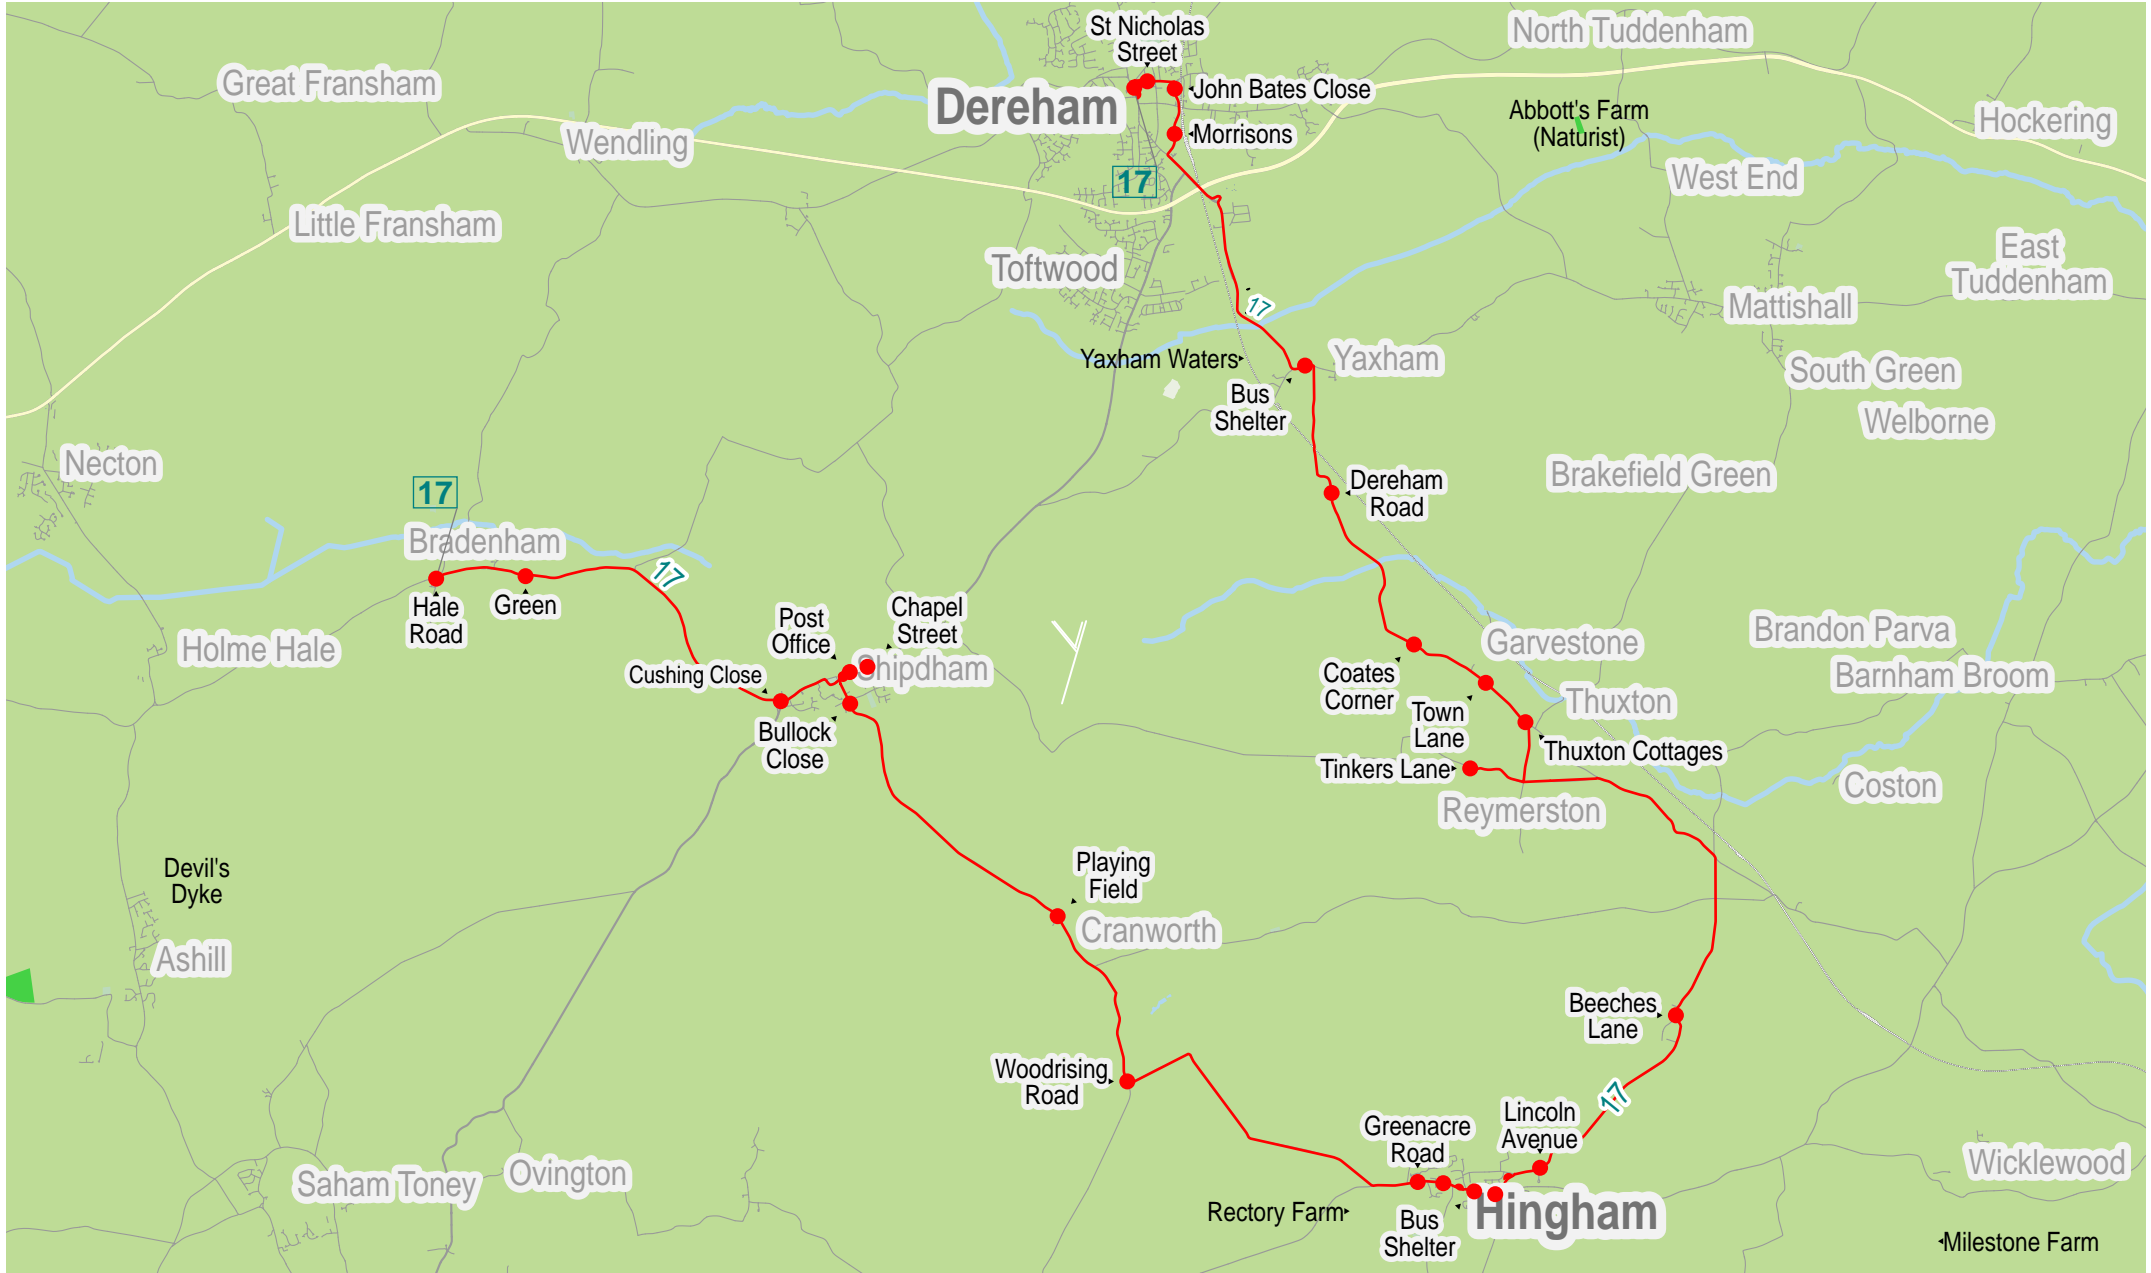 St Nicholas
Street
North Tuddenham
Great Fransham
John Bates Close
Dereham
Abbott's Farm
(Naturist)
Hockering
Wendling
Morrisons
17
West End
Little Fransham
East
Tuddenham
Toftwood
Mattishall
17
Yaxham Waters
Yaxham
South Green
Bus
Shelter
Welborne
Necton
Brakefield Green
17
Dereham
Road
Bradenham
17
Hale
Road
Green
Post
Office
Chapel
Street
Holme Hale
Garvestone
Brandon Parva
Cushing Close
Shipdham
Coates
Corner
Barnham Broom
Thuxton
Bullock
Close
Town
Lane
Thuxton Cottages
Tinkers Lane
Coston
Reymerston
Devil's
Dyke
Playing
Field
Cranworth
Ashill
Beeches
Lane
Woodrising
Road
17
Greenacre
Road
Lincoln
Avenue
Wicklewood
Saham Toney
Ovington
Rectory Farm
Bus
Shelter
Hingham
Milestone Farm